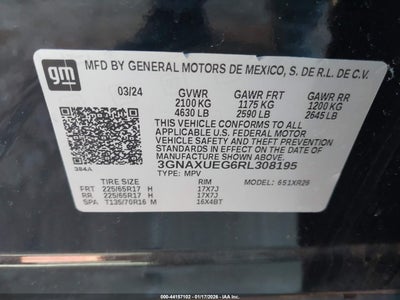 gm
MFD BY GENERAL MOTORS DE MEXICO, S. DE R.L. DE C.V.
03/24 GVWR GAWR FRT GAWR RR
2100 KG 1175 KG 1200 KG
4630 LB 2590 LB 2645 LB
THIS VEHICLE CONFORMS TO ALL
APPLICABLE U.S. FEDERAL MOTOR
VEHICLE SAFETY, BUMPER, AND
THEFT PREVENTION STANDARDS IN
EFFECT ON THE DATE OF
MANUFACTURE SHOWN ABOVE.
384A 3GNAXUEG6RL308195
TYPE: MPV MODEL: 6S1XR26
TIRE SIZE RIM
FRT 225/65R17 H 17X7J
RR 225/65R17 H 17X7J
SPA T135/70R16 M 16X4BT
000-44157102 - 01/17/2026 - IAA Inc.